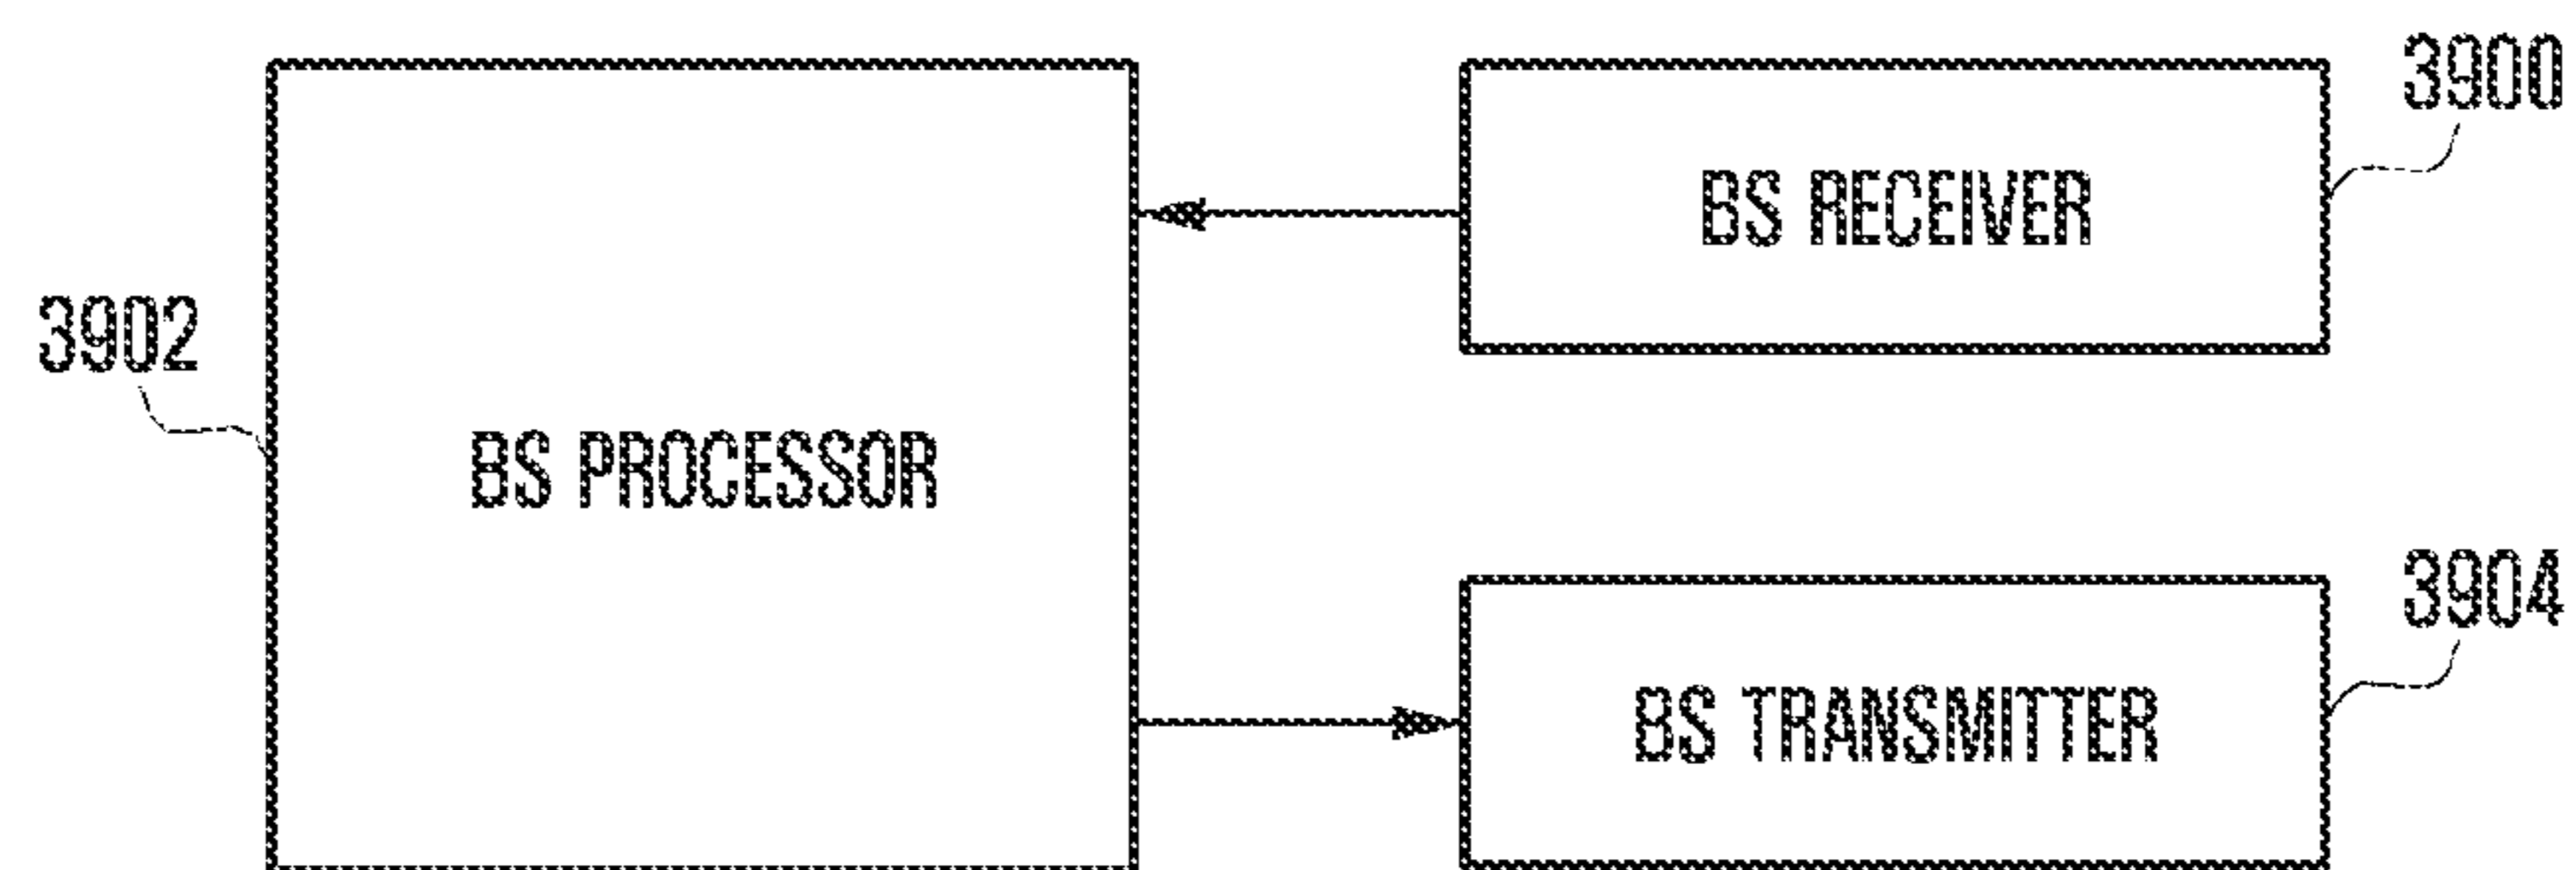 3900
BS RECEIVER
3902
BS PROCESSOR
3904
BS TRANSMITTER